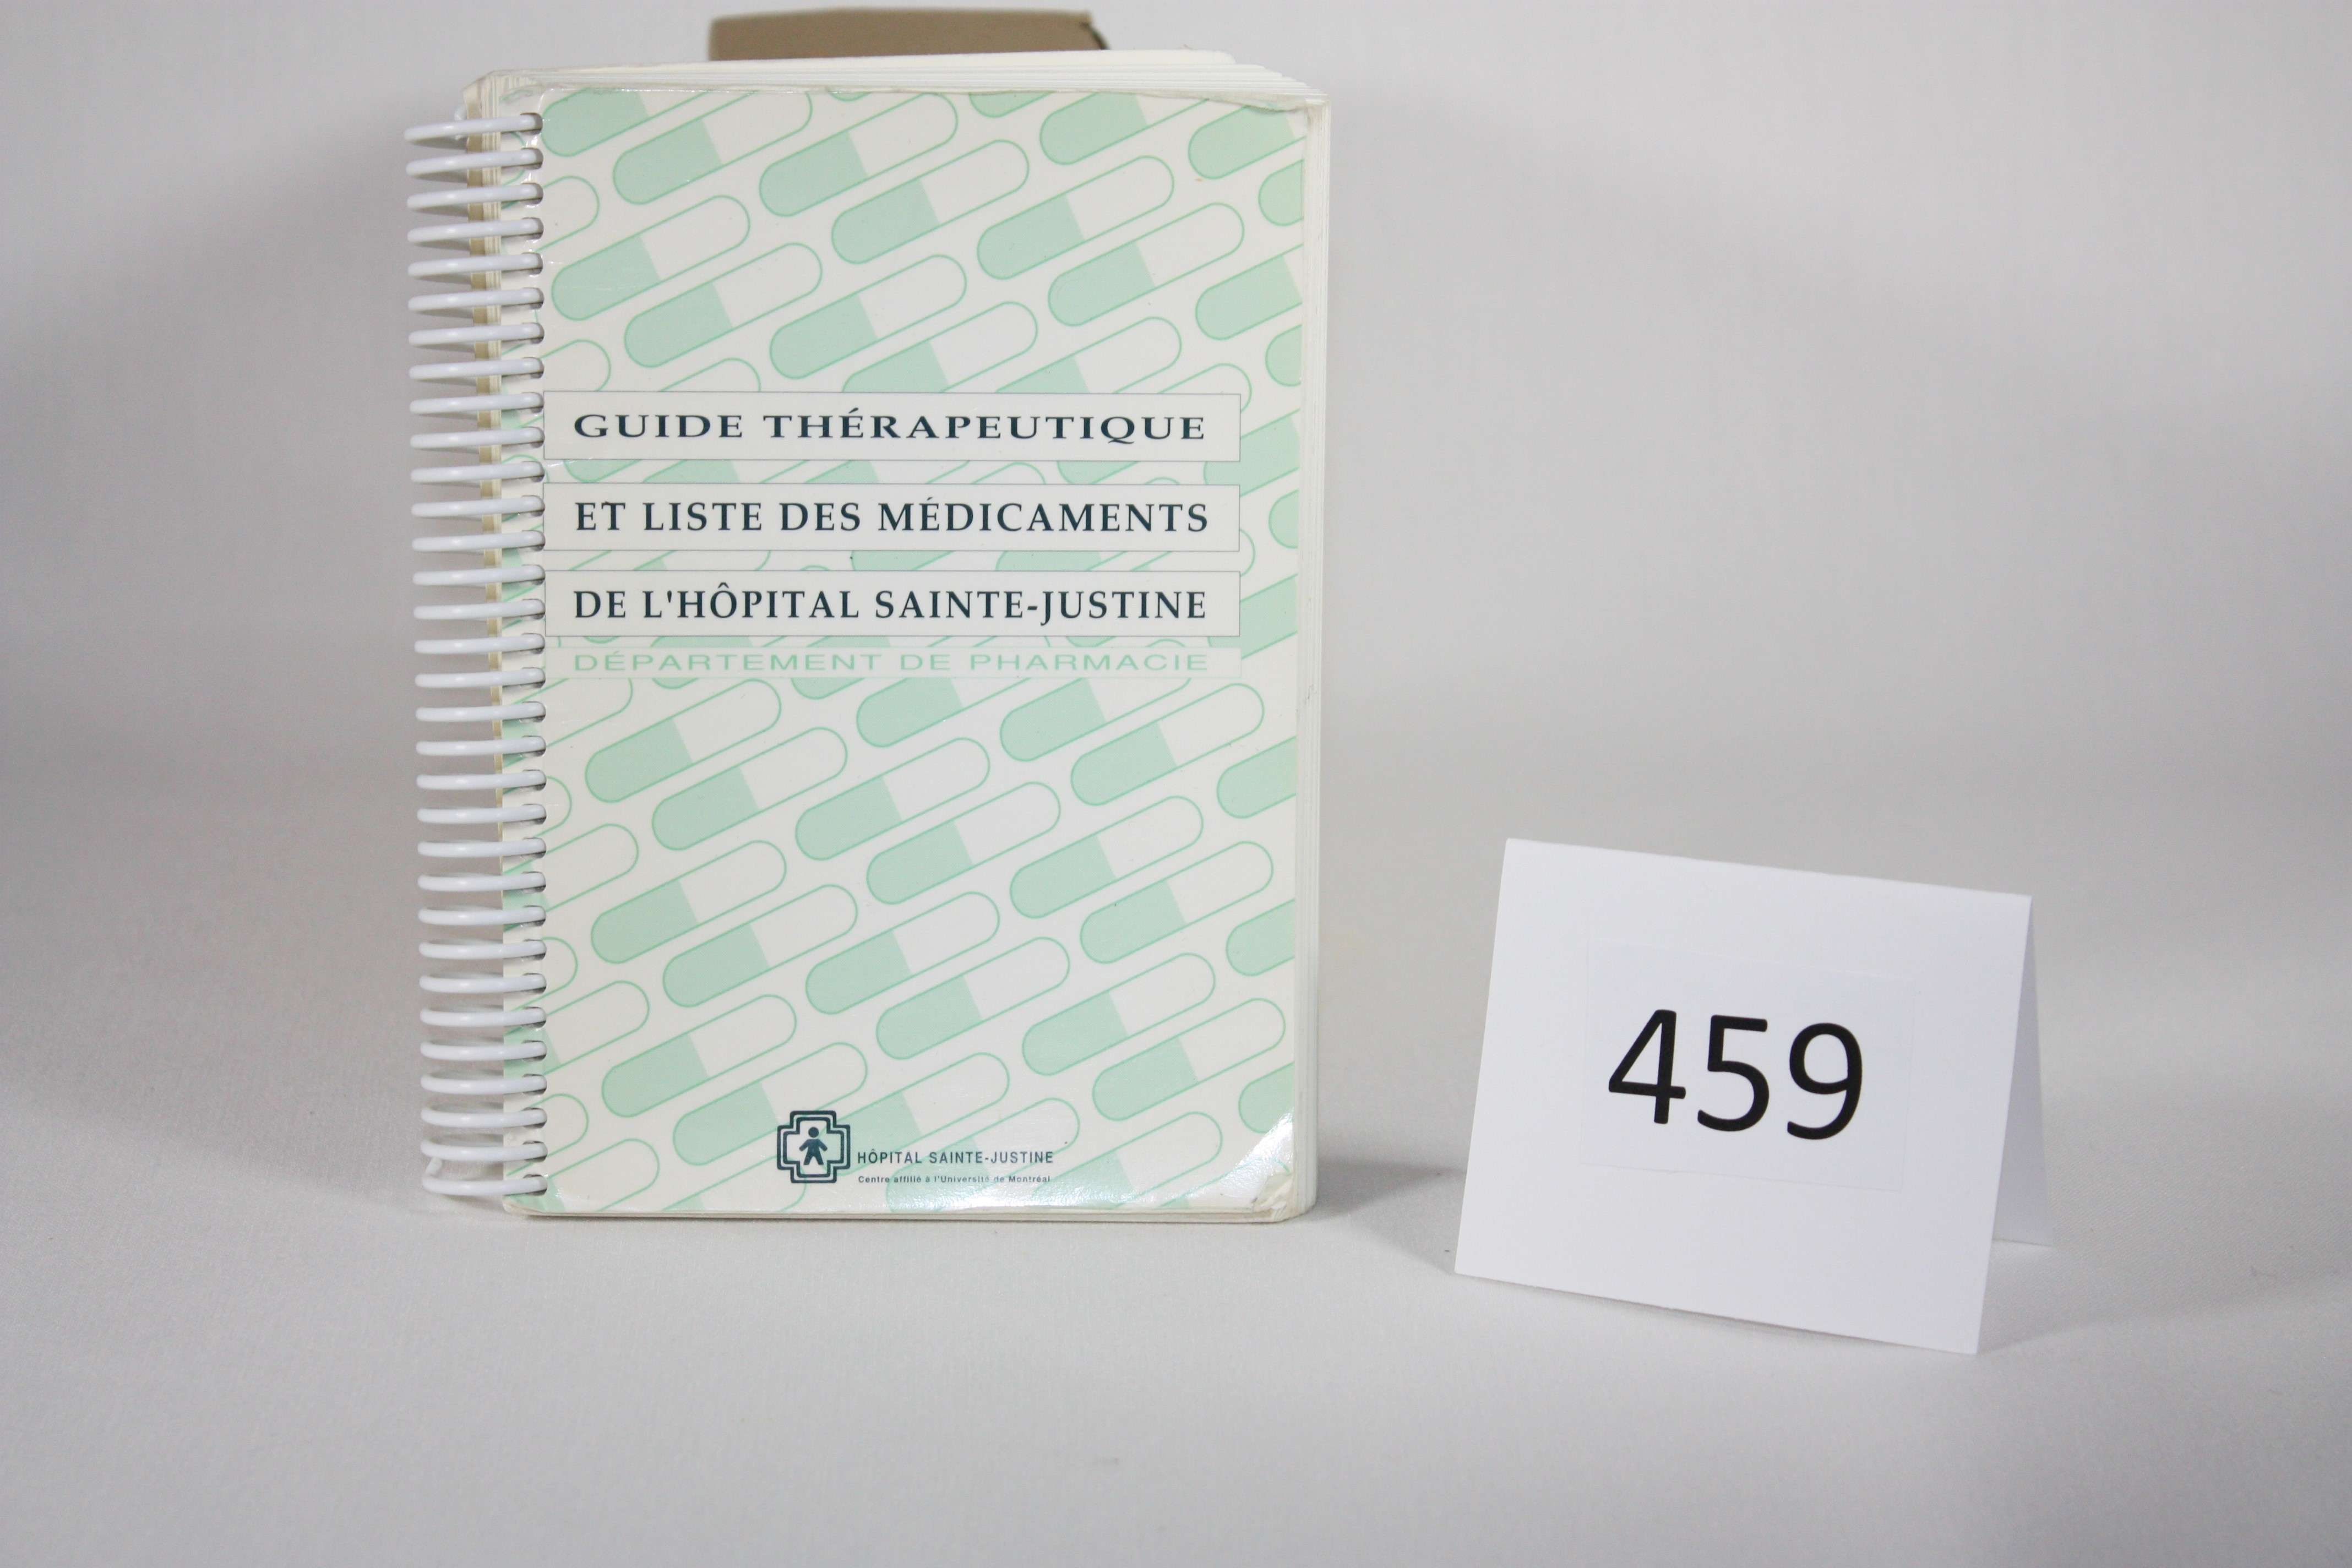 GUIDE THÉRAPEUTIQUE
ET LISTE DES MÉDICAMENTS
DE L'HÔPITAL SAINTE-JUSTINE
DÉPARTEMENT DE PHARMACIE
HÔPITAL SAINTE-JUSTINE
Centre affilié à l'Université de Montréal
459